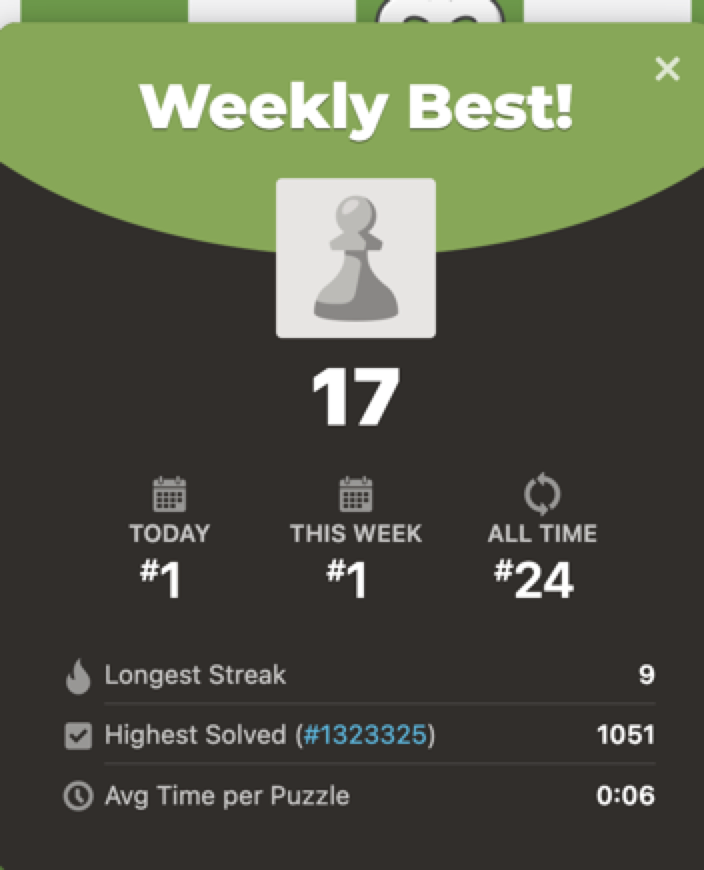 Weekly Best!
17
TODAY THIS WEEK ALL TIME
#1 #1 #24
Longest Streak 9
Highest Solved (#1323325) 1051
Avg Time per Puzzle 0:06